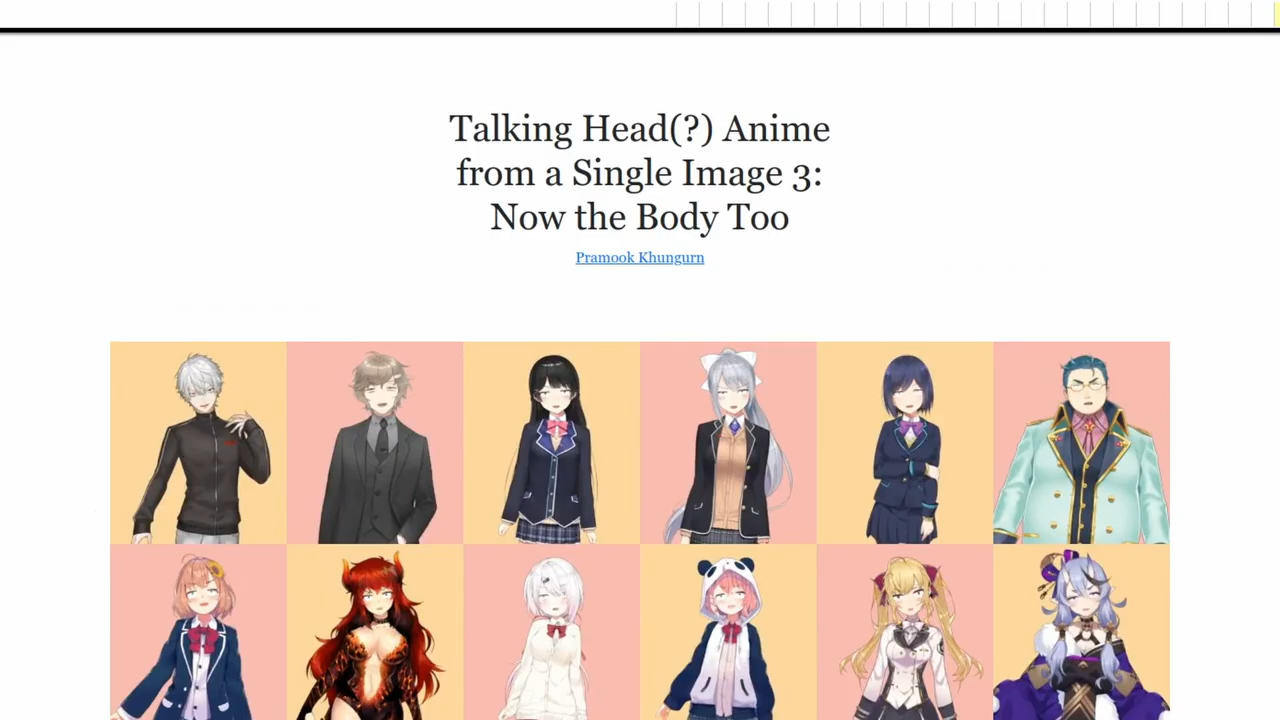 Talking Head(?) Anime
from a Single Image 3:
Now the Body Too
Pramook Khungurn